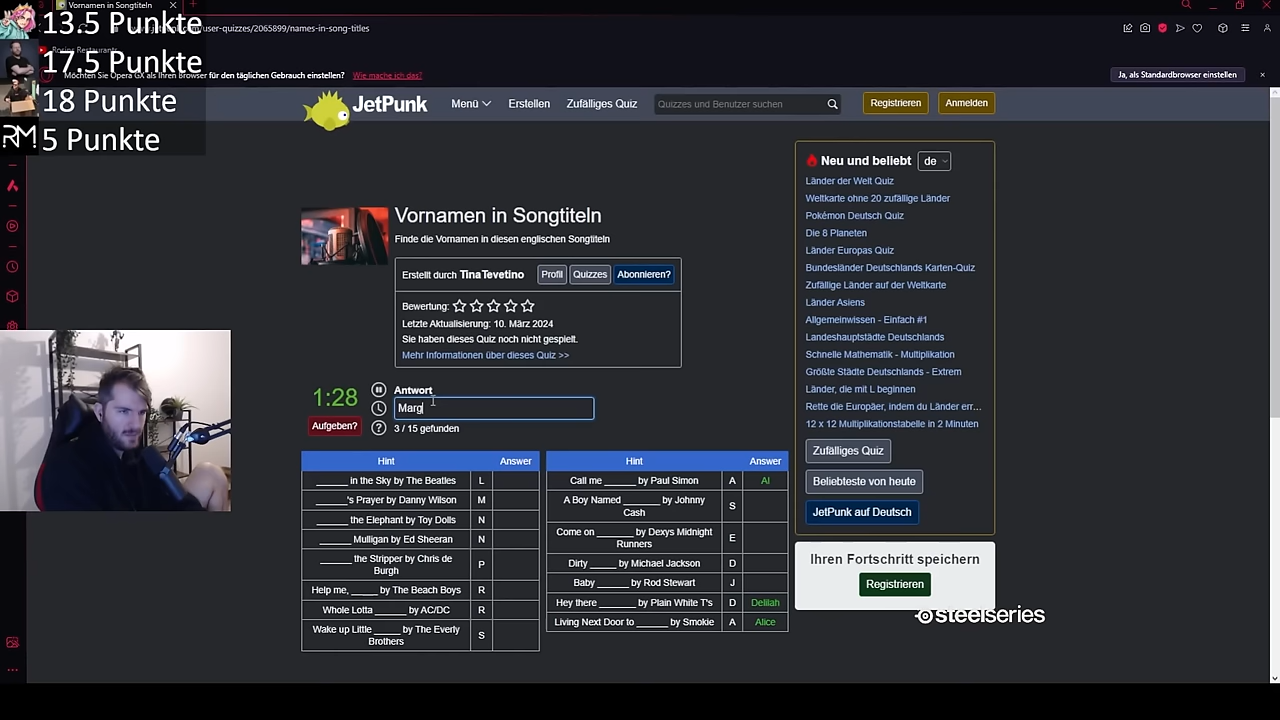 Vornamen in Songtiteln
13.5 Punkte
17.5 Punkte
18 Punkte
RM 5 Punkte
user-quizzes/2065899/names-in-song-titles
Möchten Sie Opera GX als Ihren Browser für den täglichen Gebrauch einstellen?
Wie mache ich das?
Ja, als Standardbrowser einstellen
JetPunk
Menü
Erstellen
Zufälliges Quiz
Quizzes und Benutzer suchen
Registrieren
Anmelden
Vornamen in Songtiteln
Finde die Vornamen in diesen englischen Songtiteln
Erstellt durch TinaTevetino
Profil
Quizzes
Abonnieren?
Bewertung:
Letzte Aktualisierung: 10. März 2024
Sie haben dieses Quiz noch nicht gespielt.
Mehr Informationen über dieses Quiz >>
1:28
Aufgeben?
Antwort
Marg
3 / 15 gefunden
Hint Answer
______ in the Sky by The Beatles L
______'s Prayer by Danny Wilson M
______ the Elephant by Toy Dolls N
______ Mulligan by Ed Sheeran N
______ the Stripper by Chris de
Burgh P
Help me, _____ by The Beach Boys R
Whole Lotta ______ by AC/DC R
Wake up Little _____ by The Everly
Brothers S
Hint Answer
Call me ______ by Paul Simon A Al
A Boy Named _______ by Johnny
Cash S
Come on _______ by Dexys Midnight
Runners E
Dirty _____ by Michael Jackson D
Baby _____ by Rod Stewart J
Hey there _______ by Plain White T's D Delilah
Living Next Door to ______ by Smokie A Alice
Neu und beliebt
de
Länder der Welt Quiz
Weltkarte ohne 20 zufällige Länder
Pokémon Deutsch Quiz
Die 8 Planeten
Länder Europas Quiz
Bundesländer Deutschlands Karten-Quiz
Zufällige Länder auf der Weltkarte
Länder Asiens
Allgemeinwissen - Einfach #1
Landeshauptstädte Deutschlands
Schnelle Mathematik - Multiplikation
Größte Städte Deutschlands - Extrem
Länder, die mit L beginnen
Rette die Europäer, indem du Länder err...
12 x 12 Multiplikationstabelle in 2 Minuten
Zufälliges Quiz
Beliebteste von heute
JetPunk auf Deutsch
Ihren Fortschritt speichern
Registrieren
steelseries